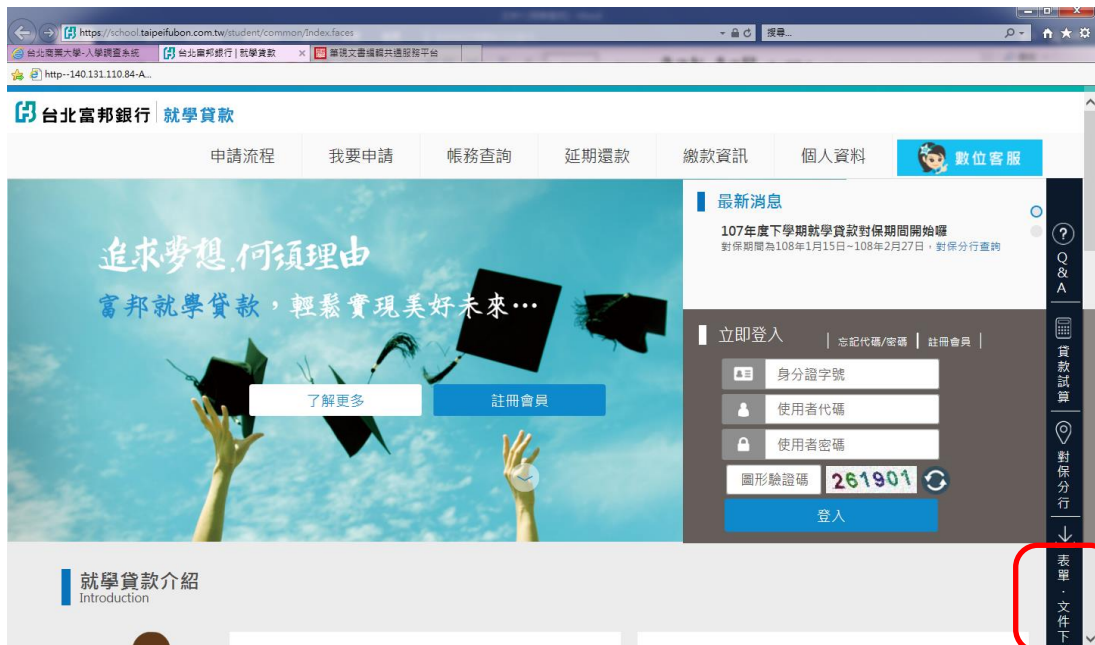 https://school.taipeifubon.com.tw/student/common/Index.faces
搜尋...
台北商業大學-入學調查系統
台北富邦銀行 | 就學貸款
筆硯文書編輯共通服務平台
http--140.131.110.84-A...
台北富邦銀行 就學貸款
申請流程 我要申請 帳務查詢 延期還款 繳款資訊 個人資料 數位客服
追求夢想.何須理由
富邦就學貸款，輕鬆實現美好未來…
了解更多 註冊會員
最新消息
107年度下學期就學貸款對保期間開始囉
對保期間為108年1月15日~108年2月27日，對保分行查詢
立即登入 | 忘記代碼/密碼 | 註冊會員 |
身分證字號
使用者代碼
使用者密碼
圖形驗證碼 261901
登入
Q&A
貸款試算
對保分行
表單．文件下
就學貸款介紹
Introduction